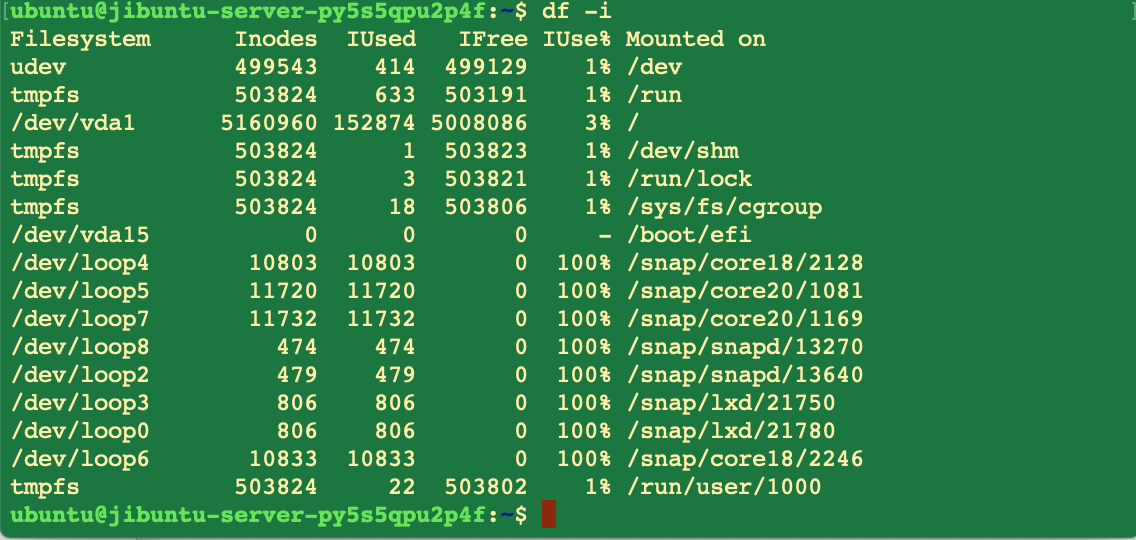 ubuntu@jibuntu-server-py5s5qpu2p4f:~$ df -i
Filesystem      Inodes  IUsed   IFree IUse% Mounted on
udev            499543    414  499129    1% /dev
tmpfs           503824    633  503191    1% /run
/dev/vda1      5160960 152874 5008086    3% /
tmpfs           503824      1  503823    1% /dev/shm
tmpfs           503824      3  503821    1% /run/lock
tmpfs           503824     18  503806    1% /sys/fs/cgroup
/dev/vda15           0      0       0     - /boot/efi
/dev/loop4       10803  10803       0  100% /snap/core18/2128
/dev/loop5       11720  11720       0  100% /snap/core20/1081
/dev/loop7       11732  11732       0  100% /snap/core20/1169
/dev/loop8         474    474       0  100% /snap/snapd/13270
/dev/loop2         479    479       0  100% /snap/snapd/13640
/dev/loop3         806    806       0  100% /snap/lxd/21750
/dev/loop0         806    806       0  100% /snap/lxd/21780
/dev/loop6       10833  10833       0  100% /snap/core18/2246
tmpfs           503824     22  503802    1% /run/user/1000
ubuntu@jibuntu-server-py5s5qpu2p4f:~$